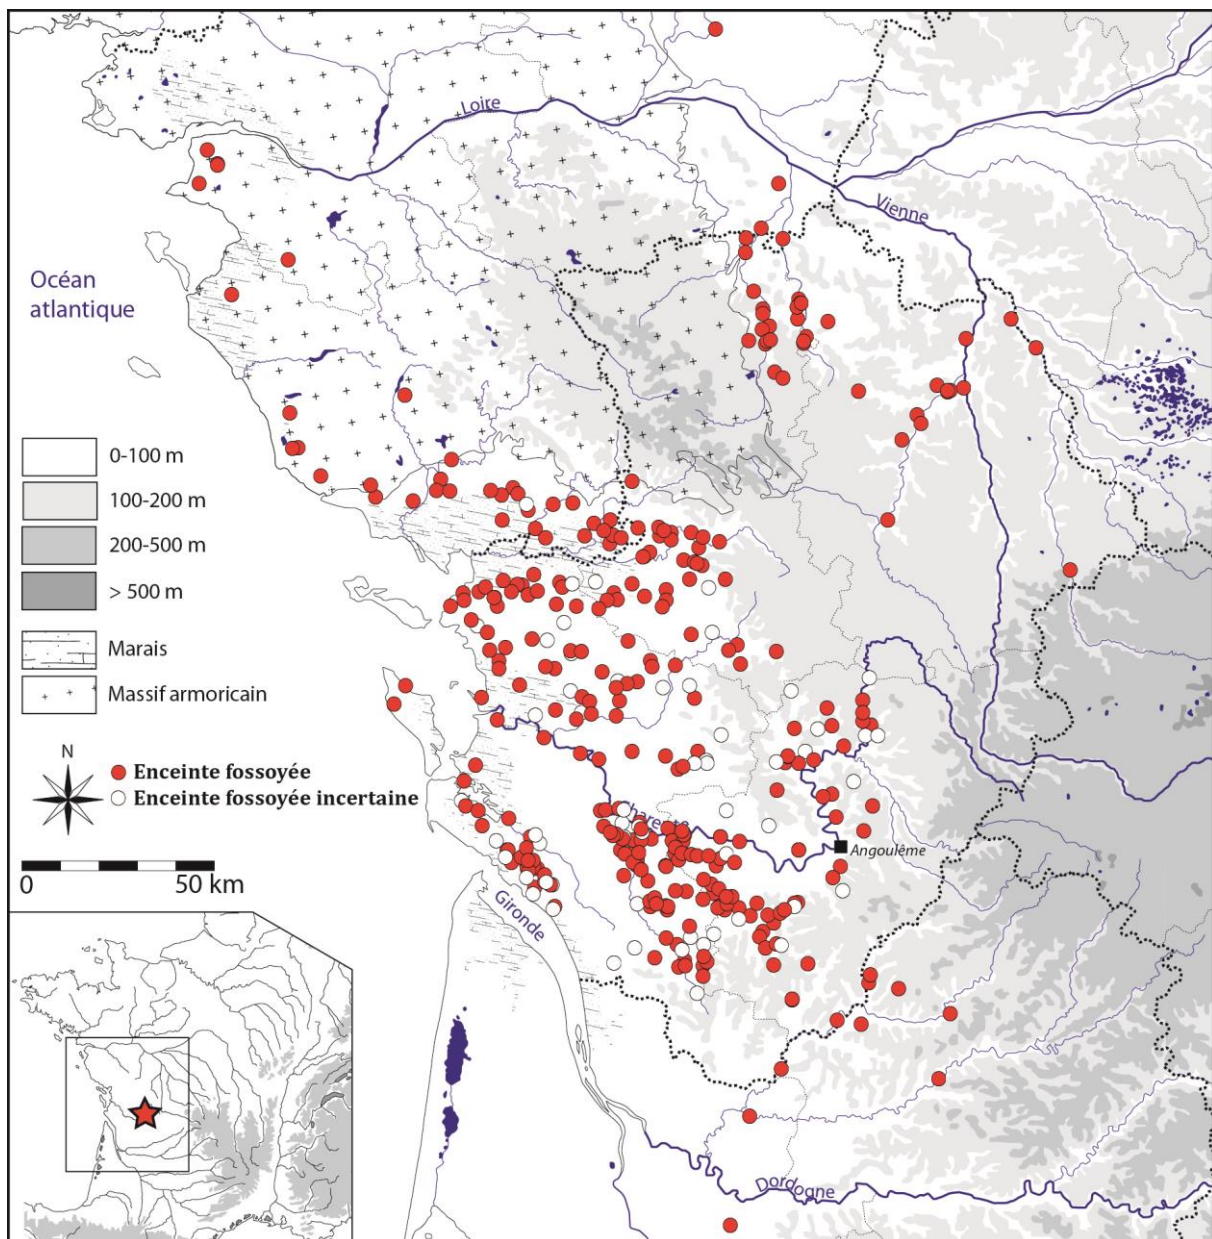 Loire
Vienne
Océan
atlantique
0-100 m
100-200 m
200-500 m
> 500 m
Marais
Massif armoricain
N
Enceinte fossoyée
Enceinte fossoyée incertaine
0 50 km
Charente
Angoulême
Gironde
Dordogne